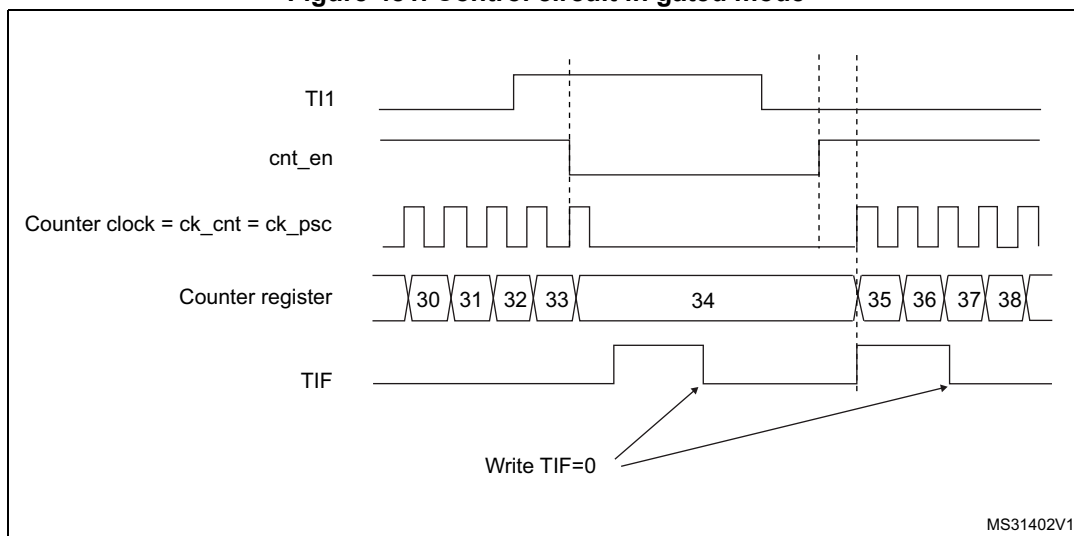 TI1
cnt_en
Counter clock = ck_cnt = ck_psc
Counter register
30 31 32 33 34 35 36 37 38
TIF
Write TIF=0
MS31402V1